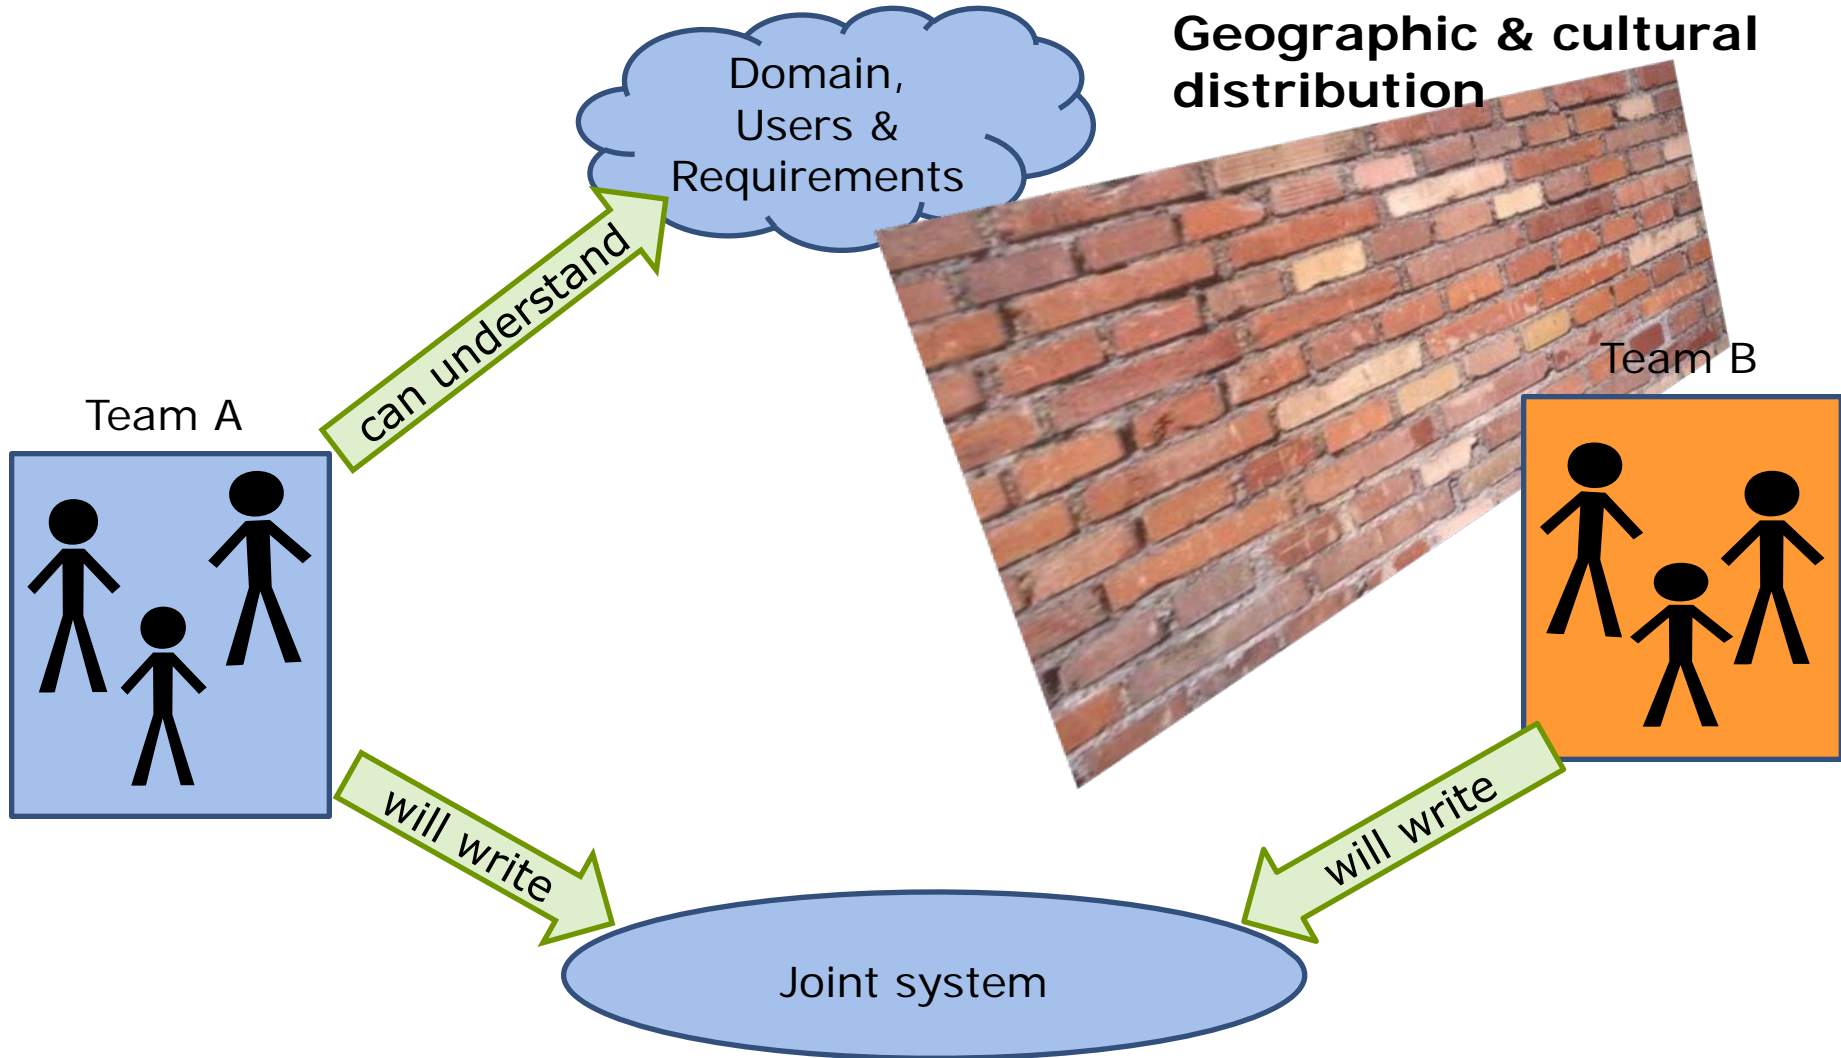 Geographic & cultural
distribution
Domain,
Users &
Requirements
can understand
Team A
Team B
will write
will write
Joint system